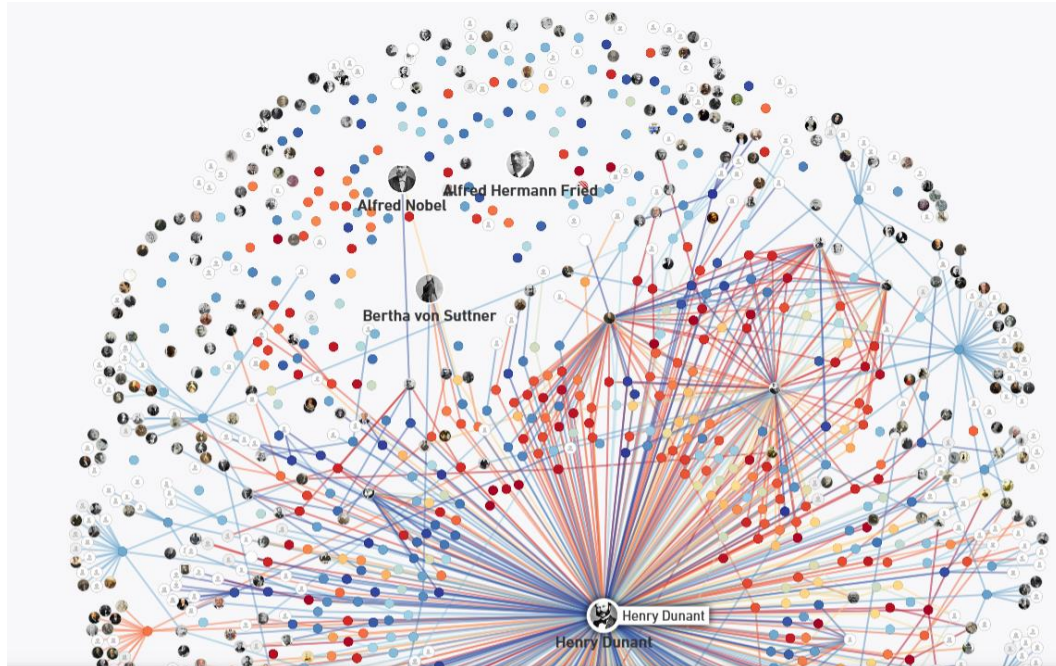 Alfred Hermann Fried
Alfred Nobel
Bertha von Suttner
Henry Dunant
Henry Dunant